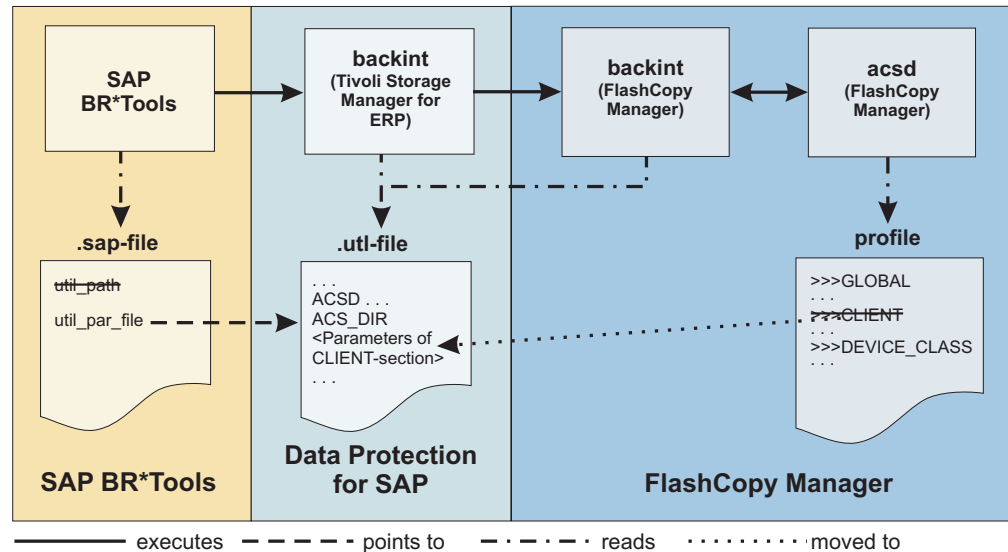 SAP
BR*Tools
backint
(Tivoli Storage
Manager for
ERP)
backint
(FlashCopy
Manager)
acsd
(FlashCopy
Manager)
.sap-file
util_path
util_par_file
.utl-file
. . .
ACSD . . .
ACS_DIR
<Parameters of
CLIENT-section>
. . .
profile
>>>GLOBAL
. . .
>>>CLIENT
. . .
>>>DEVICE_CLASS
. . .
SAP BR*Tools
Data Protection
for SAP
FlashCopy Manager
executes
points to
reads
moved to